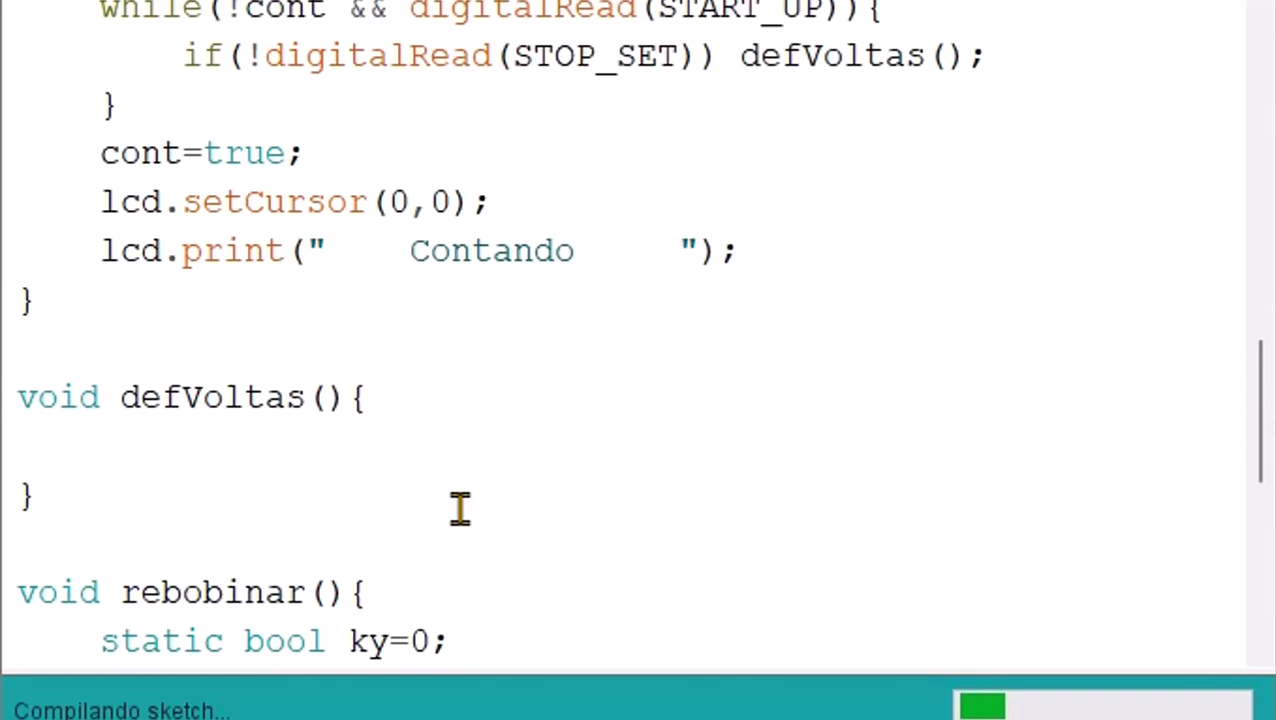 while(!cont && digitalRead(START_UP)){
if(!digitalRead(STOP_SET)) defVoltas();
}
cont=true;
lcd.setCursor(0,0);
lcd.print("    Contando     ");
}
void defVoltas(){
}
void rebobinar(){
static bool ky=0;
Compilando sketch...